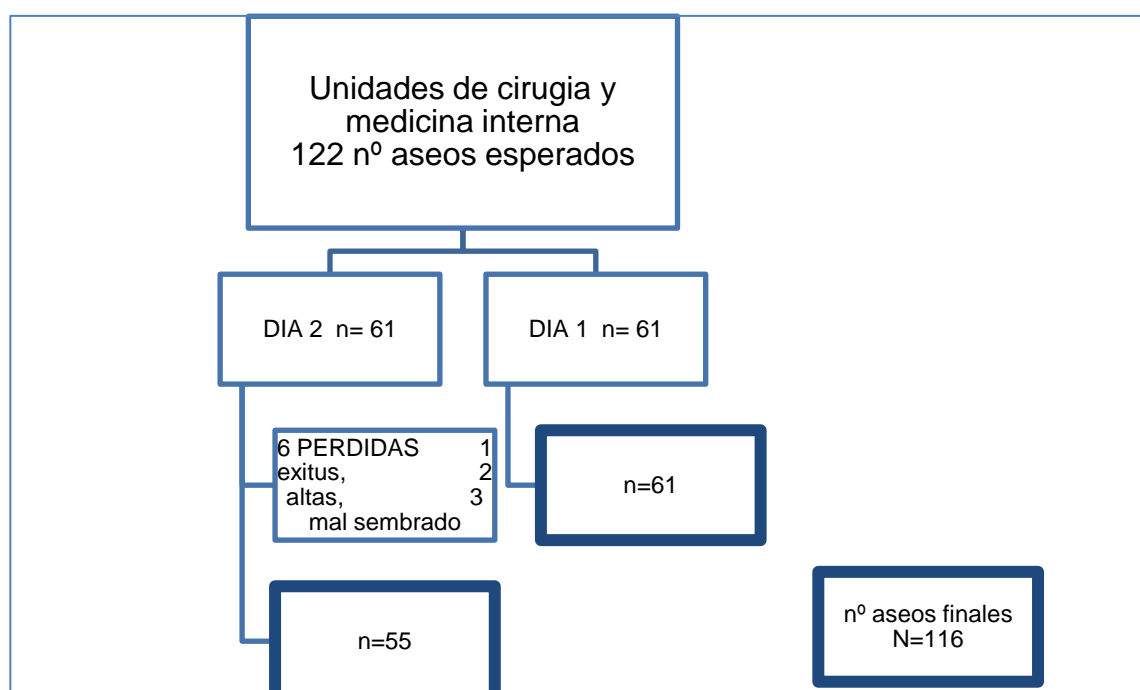 Unidades de cirugia y
medicina interna
122 nº aseos esperados
DIA 2 n= 61
DIA 1 n= 61
6 PERDIDAS 1
exitus, 2
altas, 3
mal sembrado
n=61
n=55
nº aseos finales
N=116